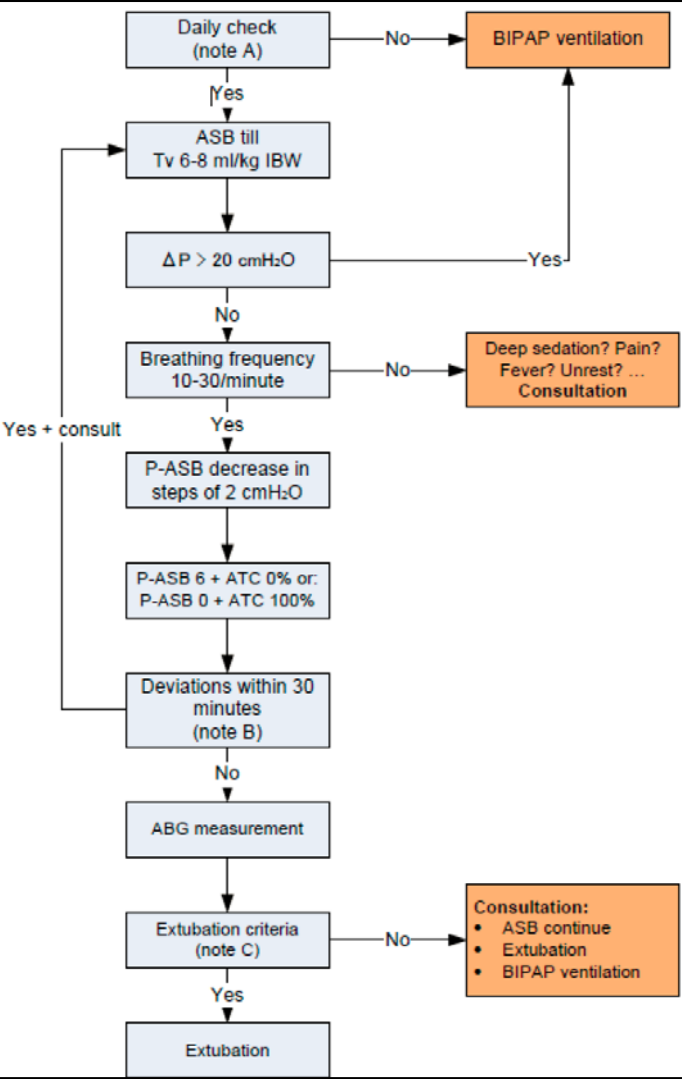 Daily check
(note A)
No
BIPAP ventilation
Yes
ASB till
Tv 6-8 ml/kg IBW
ΔP > 20 cmH₂O
Yes
No
Breathing frequency
10-30/minute
No
Deep sedation? Pain?
Fever? Unrest? ...
Consultation
Yes
Yes + consult
P-ASB decrease in
steps of 2 cmH₂O
P-ASB 6 + ATC 0% or:
P-ASB 0 + ATC 100%
Deviations within 30
minutes
(note B)
No
ABG measurement
Extubation criteria
(note C)
No
Consultation:
• ASB continue
• Extubation
• BIPAP ventilation
Yes
Extubation